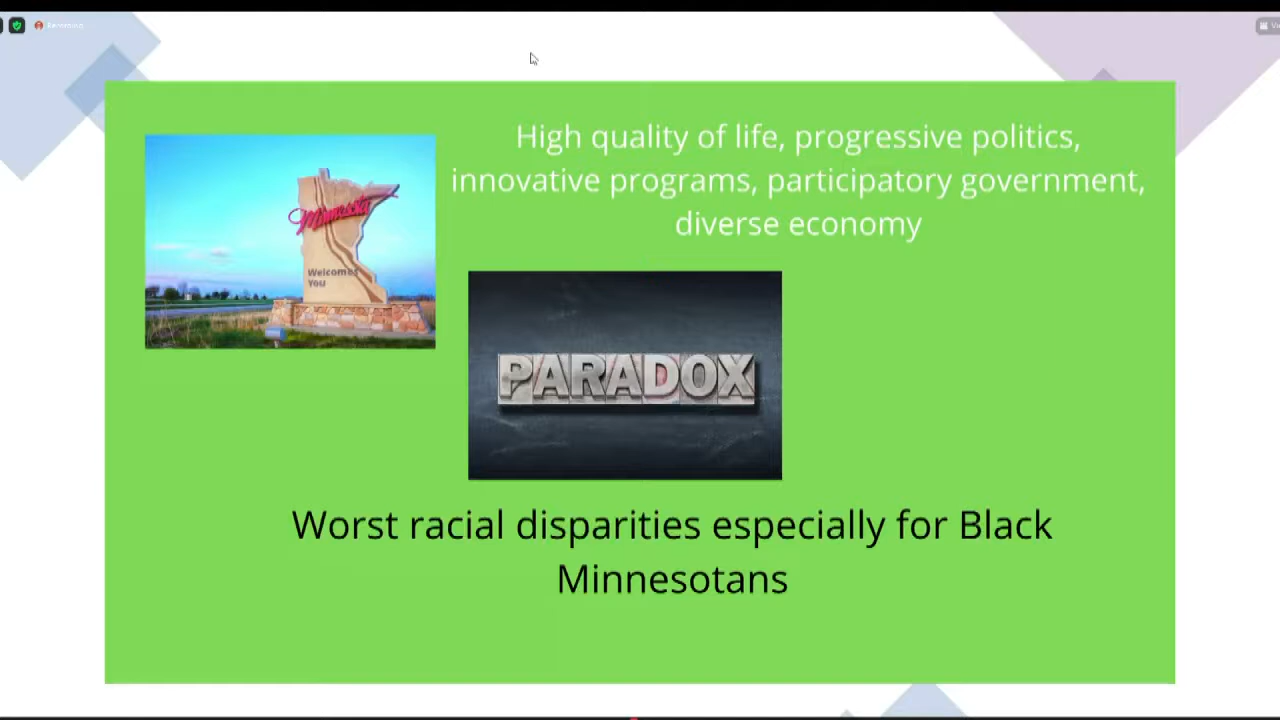 High quality of life, progressive politics,
innovative programs, participatory government,
diverse economy
Minnesota
Welcomes
You
PARADOX
Worst racial disparities especially for Black
Minnesotans